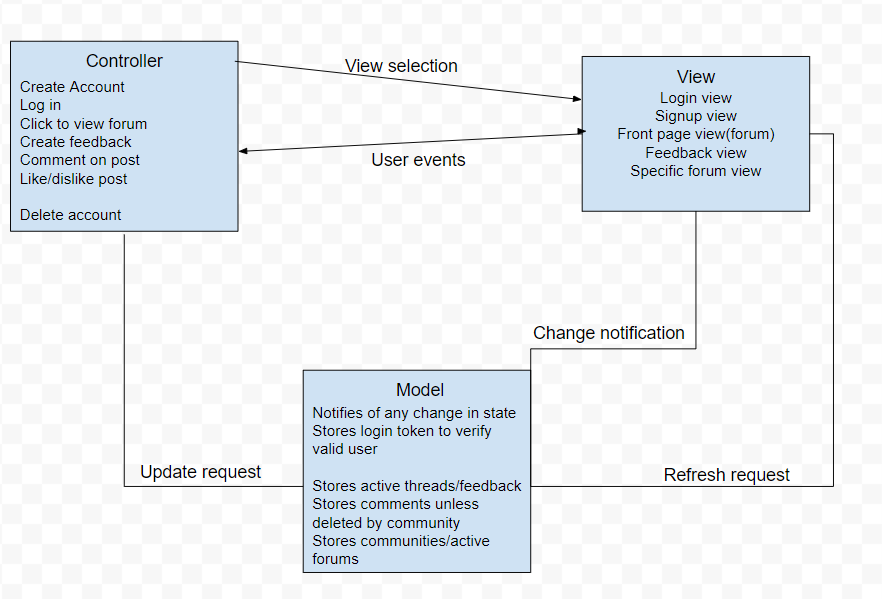 Controller
Create Account
Log in
Click to view forum
Create feedback
Comment on post
Like/dislike post
Delete account
View selection
User events
View
Login view
Signup view
Front page view(forum)
Feedback view
Specific forum view
Change notification
Model
Notifies of any change in state
Stores login token to verify
valid user
Stores active threads/feedback
Stores comments unless
deleted by community
Stores communities/active
forums
Update request
Refresh request